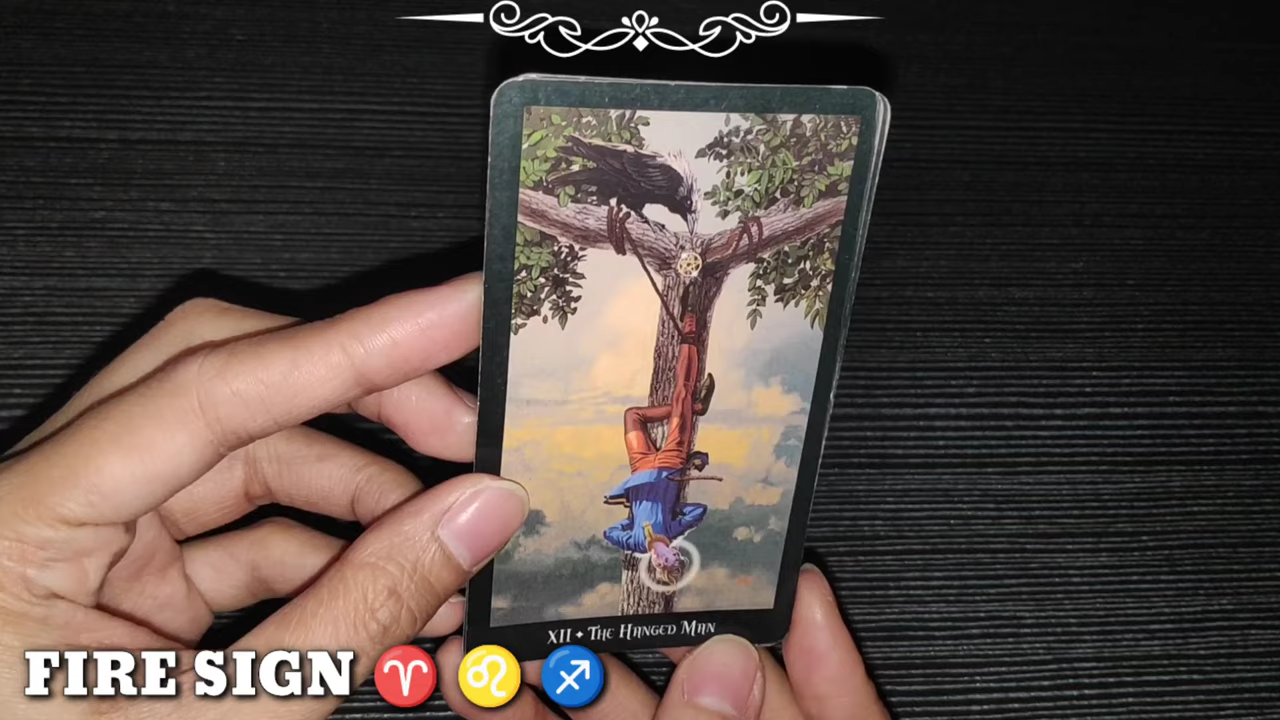 XII ✦ THE HANGED MAN
FIRE SIGN ♈ ♌ ♐